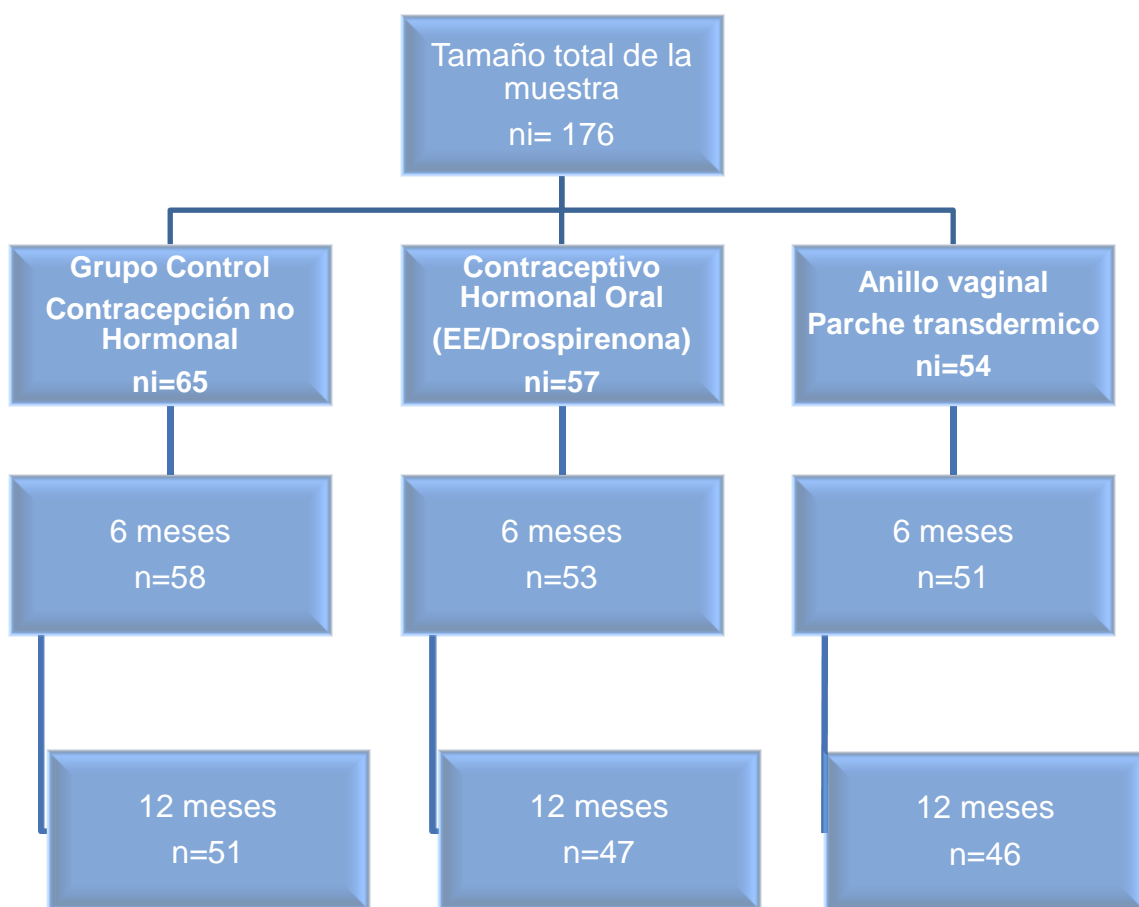 Tamaño total de la
muestra
ni= 176
Grupo Control
Contracepción no
Hormonal
ni=65
Contraceptivo
Hormonal Oral
(EE/Drospirenona)
ni=57
Anillo vaginal
Parche transdermico
ni=54
6 meses
n=58
6 meses
n=53
6 meses
n=51
12 meses
n=51
12 meses
n=47
12 meses
n=46